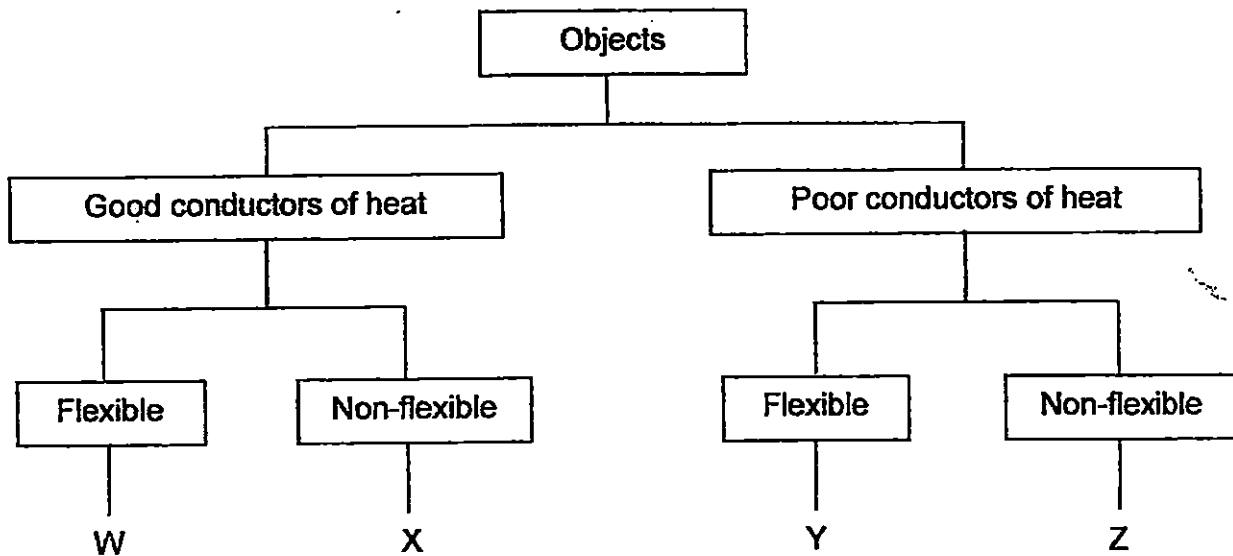 Objects
Good conductors of heat
Poor conductors of heat
Flexible
Non-flexible
Flexible
Non-flexible
W
X
Y
Z